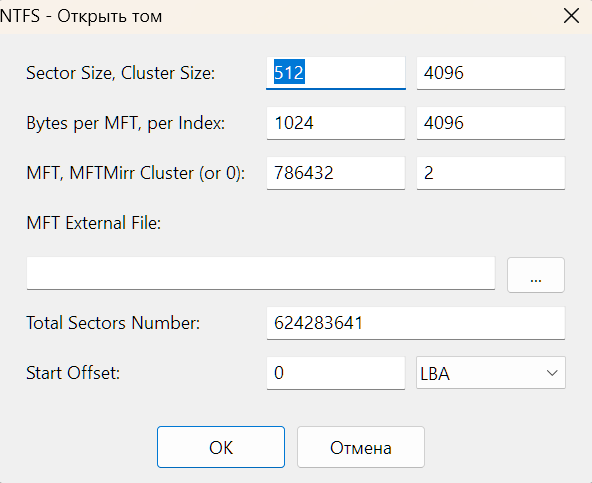 NTFS - Открыть том
Sector Size, Cluster Size: 512 4096
Bytes per MFT, per Index: 1024 4096
MFT, MFTMirr Cluster (or 0): 786432 2
MFT External File:
...
Total Sectors Number: 624283641
Start Offset: 0 LBA
OK Отмена